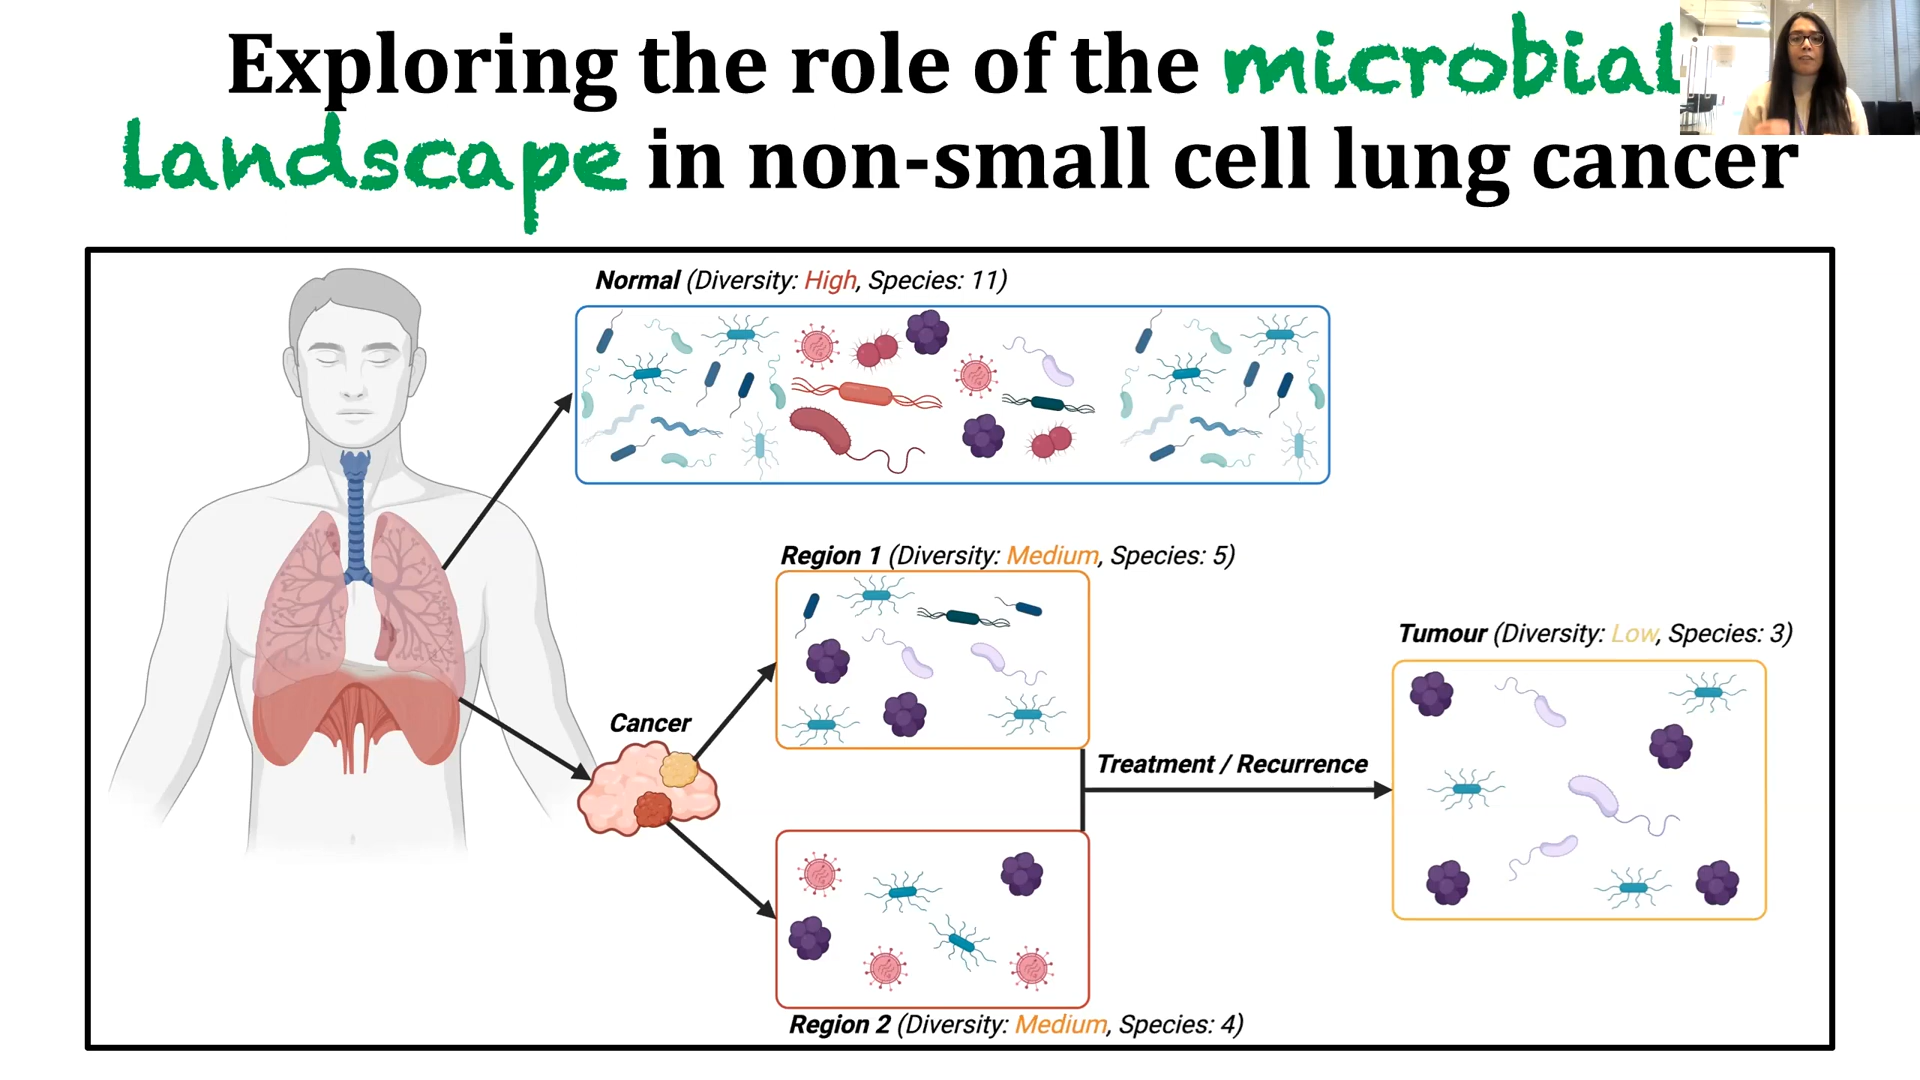 Exploring the role of the microbial
landscape in non-small cell lung cancer
Normal (Diversity: High, Species: 11)
Region 1 (Diversity: Medium, Species: 5)
Tumour (Diversity: Low, Species: 3)
Cancer
Treatment / Recurrence
Region 2 (Diversity: Medium, Species: 4)